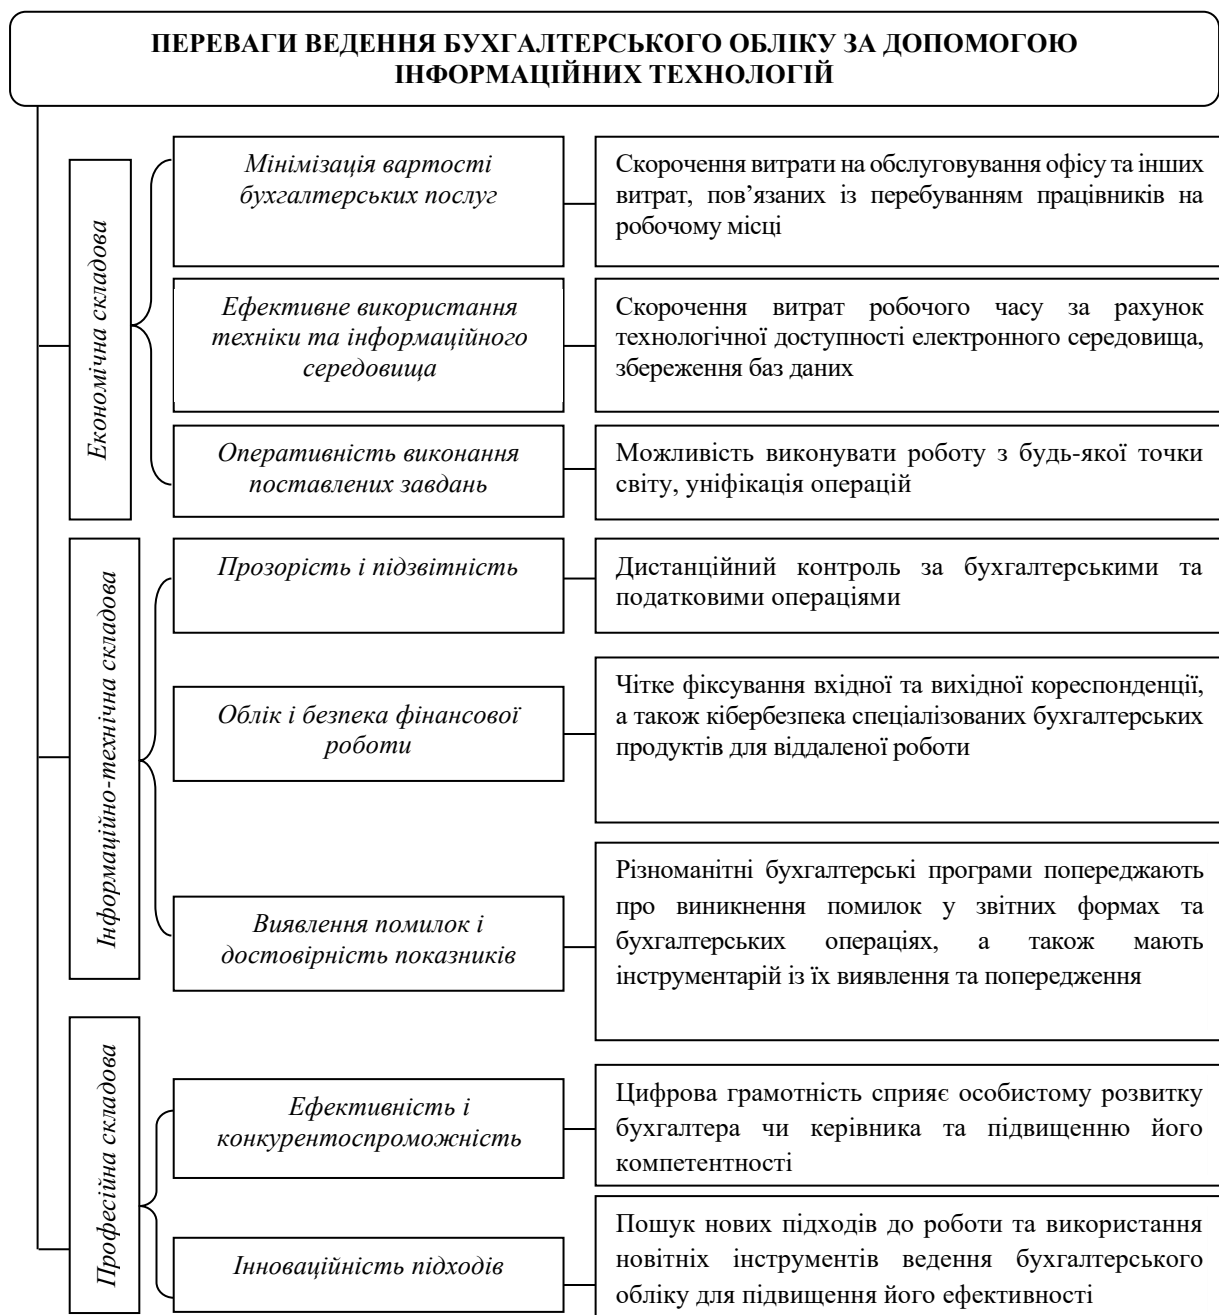 ПЕРЕВАГИ ВЕДЕННЯ БУХГАЛТЕРСЬКОГО ОБЛІКУ ЗА ДОПОМОГОЮ
ІНФОРМАЦІЙНИХ ТЕХНОЛОГІЙ
Економічна складова
Мінімізація вартості
бухгалтерських послуг
Скорочення витрати на обслуговування офісу та інших
витрат, пов’язаних із перебуванням працівників на
робочому місці
Ефективне використання
техніки та інформаційного
середовища
Скорочення витрат робочого часу за рахунок
технологічної доступності електронного середовища,
збереження баз даних
Оперативність виконання
поставлених завдань
Можливість виконувати роботу з будь-якої точки
світу, уніфікація операцій
Інформаційно-технічна складова
Прозорість і підзвітність
Дистанційний контроль за бухгалтерськими та
податковими операціями
Облік і безпека фінансової
роботи
Чітке фіксування вхідної та вихідної кореспонденції,
а також кібербезпека спеціалізованих бухгалтерських
продуктів для віддаленої роботи
Виявлення помилок і
достовірність показників
Різноманітні бухгалтерські програми попереджають
про виникнення помилок у звітних формах та
бухгалтерських операціях, а також мають
інструментарій із їх виявлення та попередження
Професійна складова
Ефективність і
конкурентоспроможність
Цифрова грамотність сприяє особистому розвитку
бухгалтера чи керівника та підвищенню його
компетентності
Інноваційність підходів
Пошук нових підходів до роботи та використання
новітніх інструментів ведення бухгалтерського
обліку для підвищення його ефективності